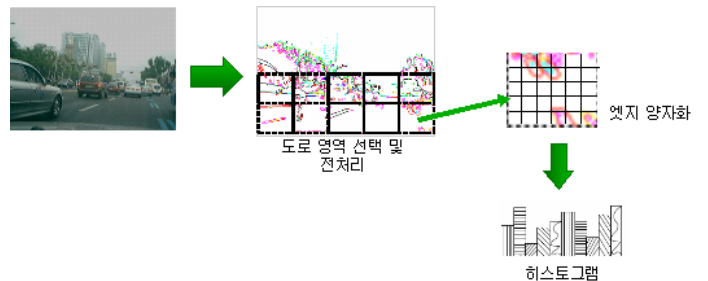 도로 영역 선택 및
전처리
엣지 양자화
히스토그램